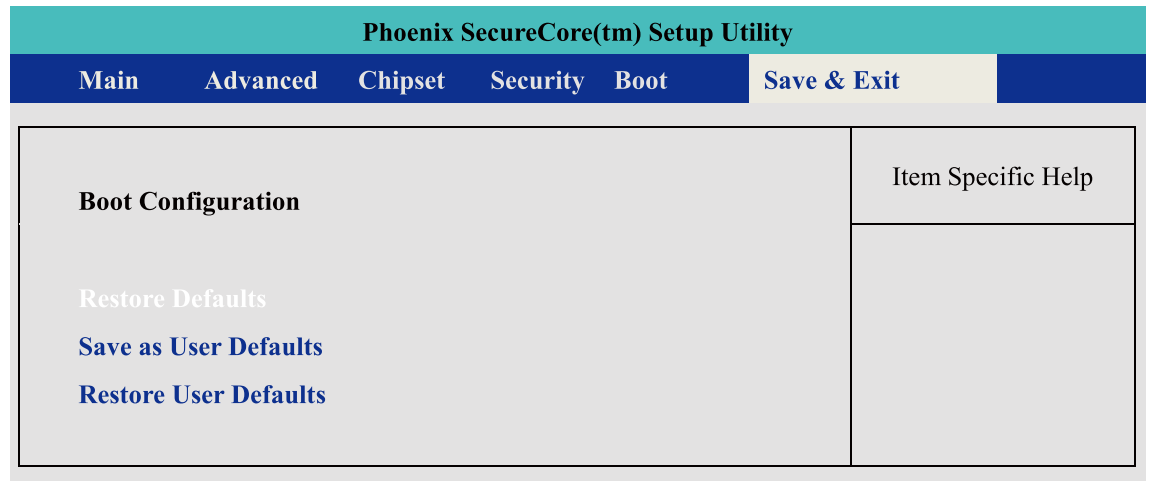 Phoenix SecureCore(tm) Setup Utility
Main Advanced Chipset Security Boot Save & Exit
Item Specific Help
Boot Configuration
Restore Defaults
Save as User Defaults
Restore User Defaults